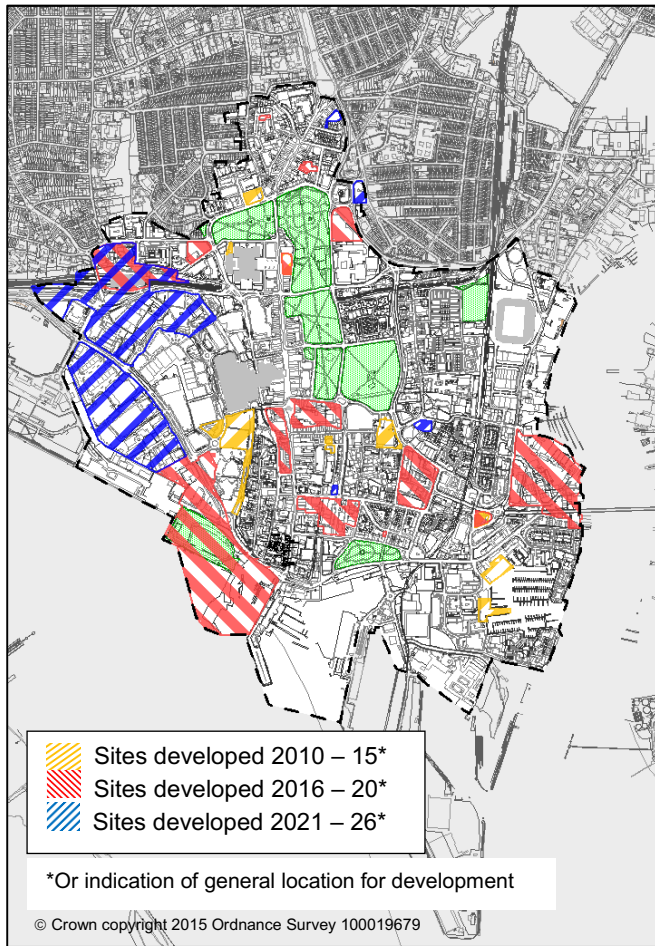 Sites developed 2010 – 15*
Sites developed 2016 – 20*
Sites developed 2021 – 26*
*Or indication of general location for development
© Crown copyright 2015 Ordnance Survey 100019679